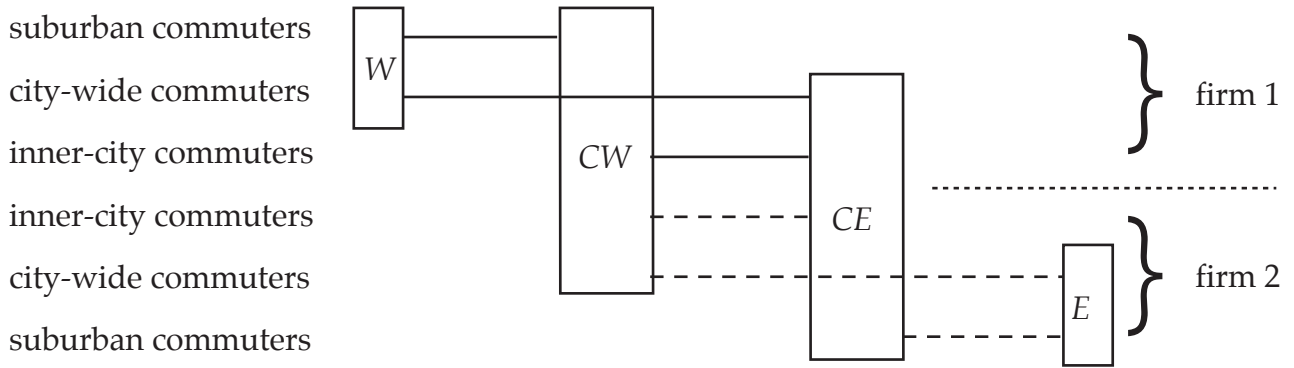 suburban commuters
W
city-wide commuters
firm 1
inner-city commuters
CW
inner-city commuters
CE
city-wide commuters
firm 2
E
suburban commuters